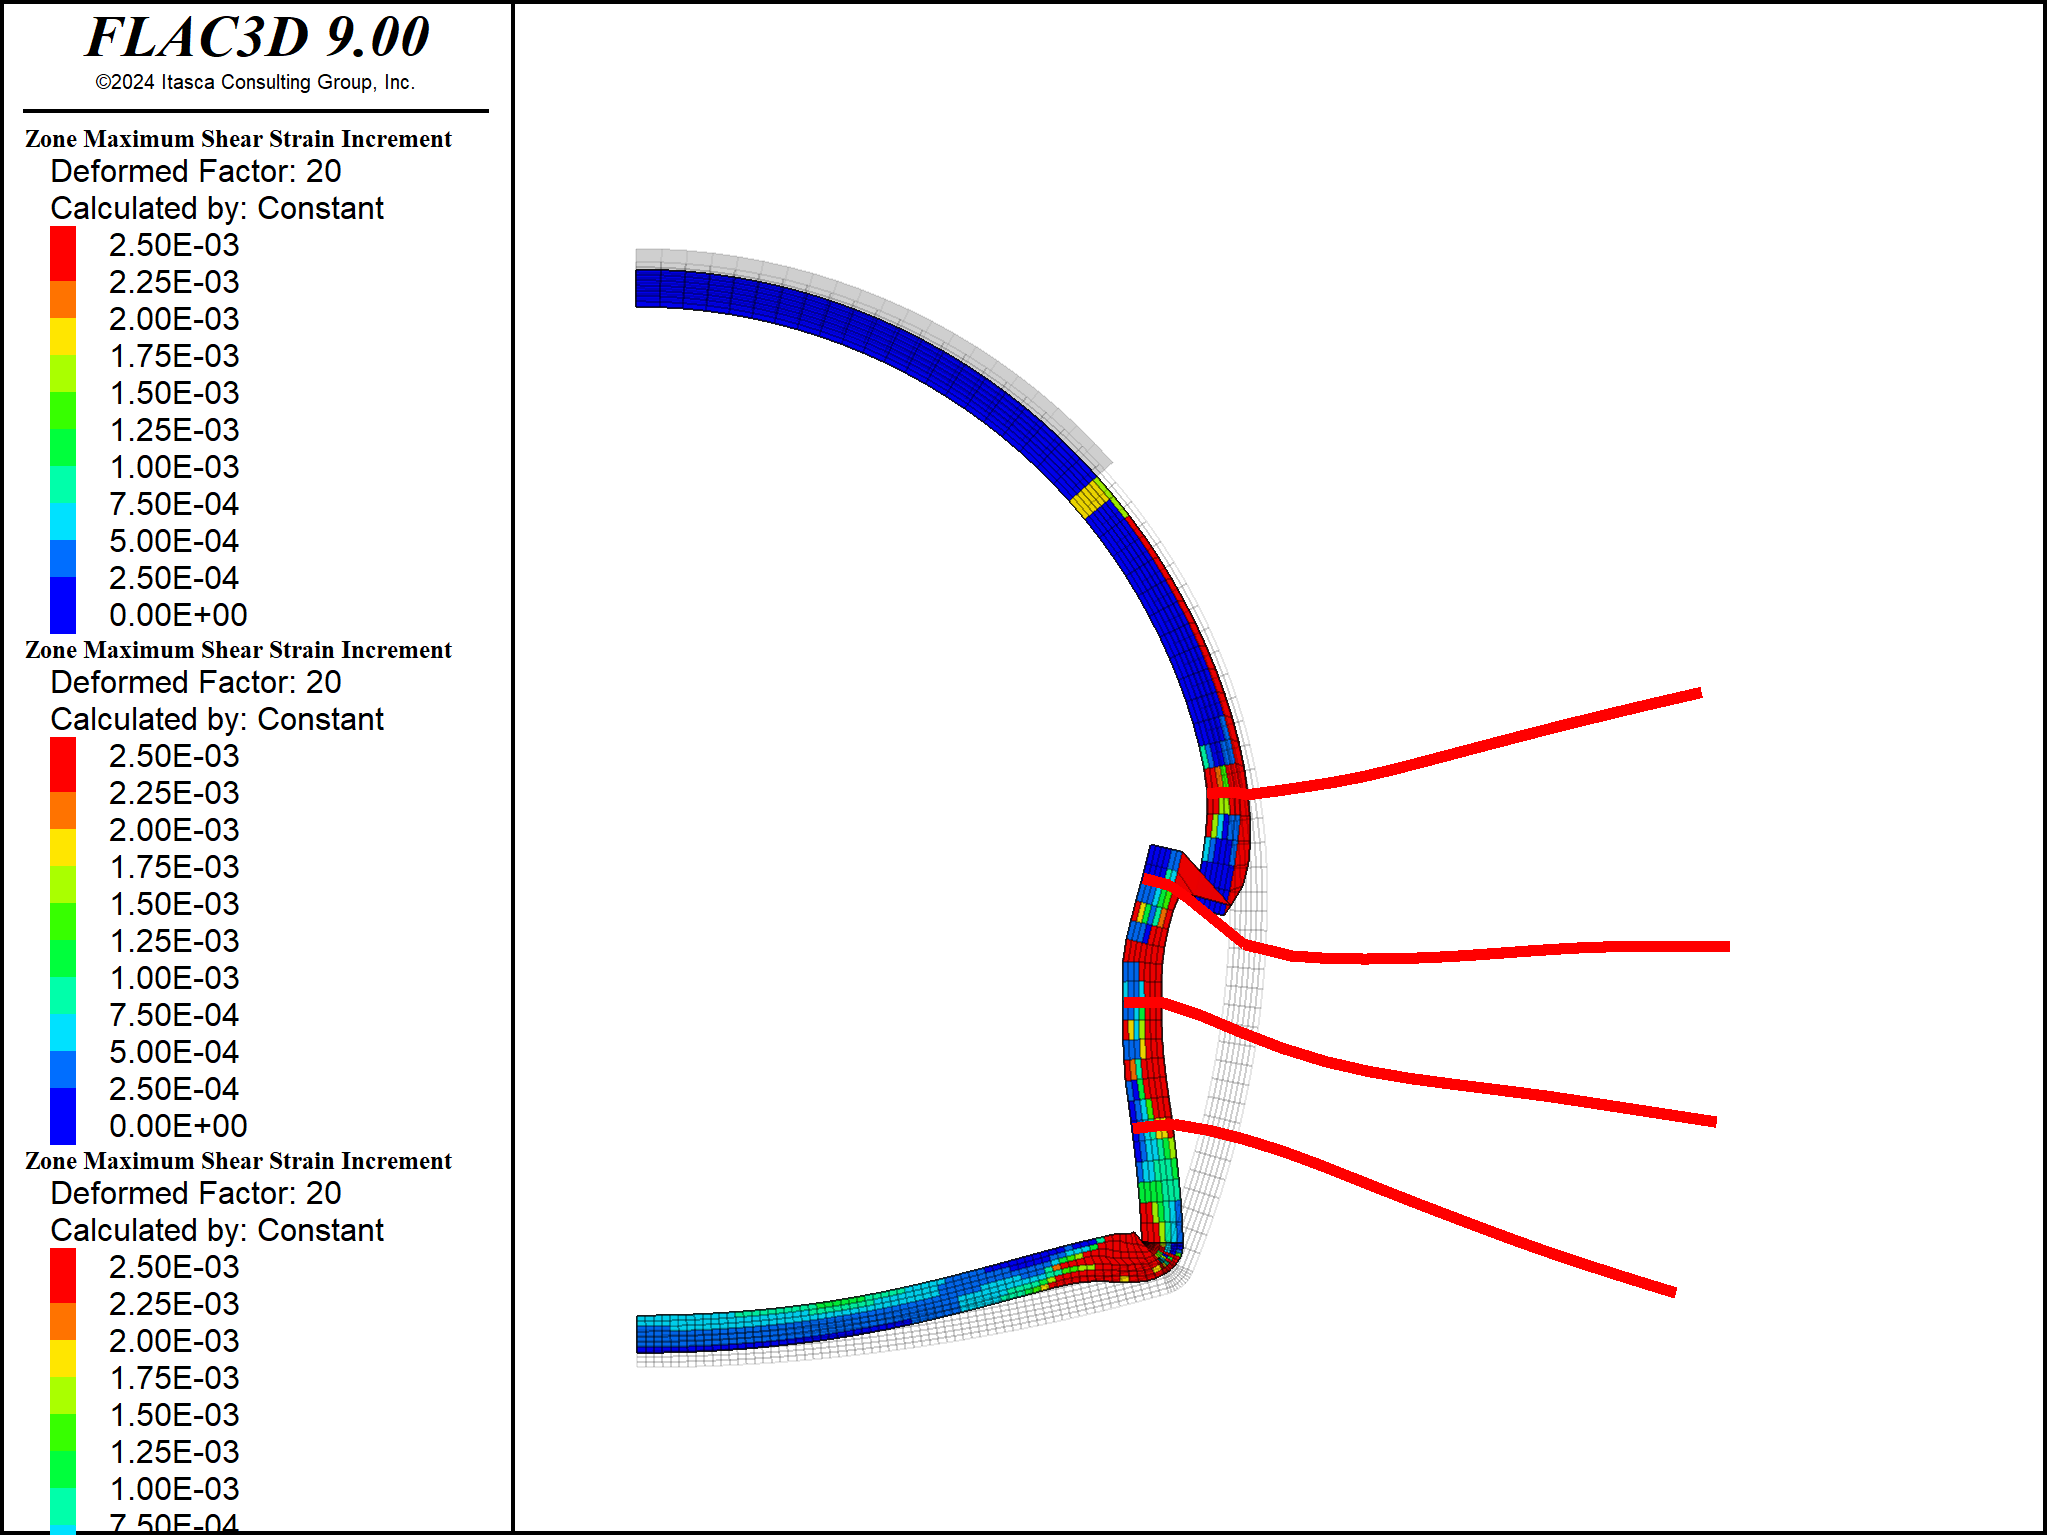 FLAC3D 9.00
©2024 Itasca Consulting Group, Inc.
Zone Maximum Shear Strain Increment
Deformed Factor: 20
Calculated by: Constant
2.50E-03
2.25E-03
2.00E-03
1.75E-03
1.50E-03
1.25E-03
1.00E-03
7.50E-04
5.00E-04
2.50E-04
0.00E+00
Zone Maximum Shear Strain Increment
Deformed Factor: 20
Calculated by: Constant
2.50E-03
2.25E-03
2.00E-03
1.75E-03
1.50E-03
1.25E-03
1.00E-03
7.50E-04
5.00E-04
2.50E-04
0.00E+00
Zone Maximum Shear Strain Increment
Deformed Factor: 20
Calculated by: Constant
2.50E-03
2.25E-03
2.00E-03
1.75E-03
1.50E-03
1.25E-03
1.00E-03
7.50E-04